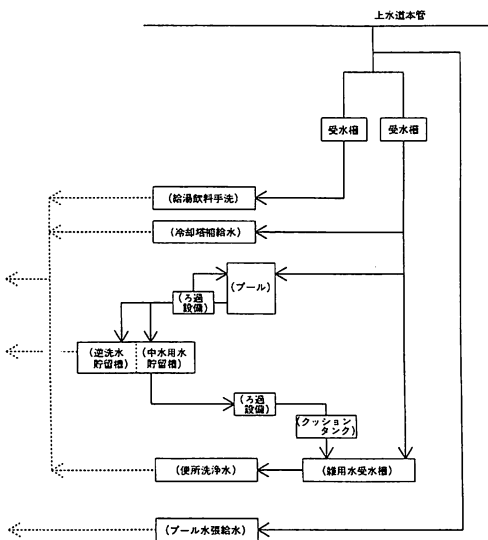 上水道本管
受水槽
受水槽
(給湯飲料手洗)
(冷却塔補給水)
(プール)
(ろ過
設備)
(逆洗水
貯留槽)
(中水用水
貯留槽)
(ろ過
設備)
(クッション
タンク)
(便所洗浄水)
(雑用水受水槽)
(プール水張給水)